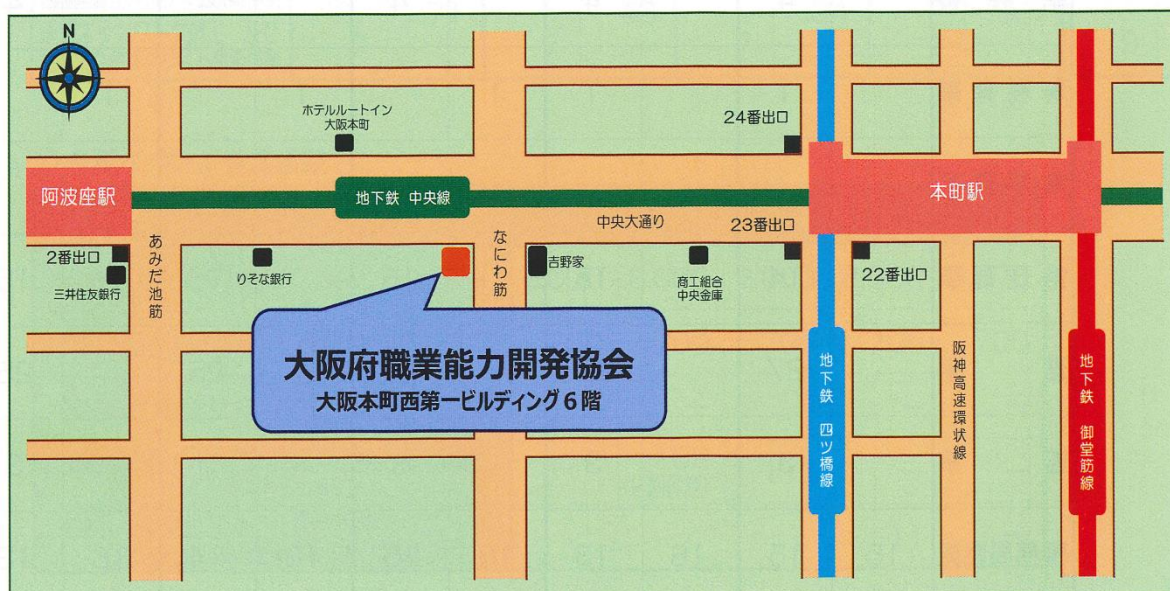 N
ホテルルートイン
大阪本町
24番出口
阿波座駅
地下鉄 中央線
本町駅
中央大通り
23番出口
2番出口
三井住友銀行
あみだ池筋
りそな銀行
なにわ筋
吉野家
商工組合
中央金庫
22番出口
大阪府職業能力開発協会
大阪本町西第一ビルディング6階
地下鉄 四ツ橋線
阪神高速環状線
地下鉄 御堂筋線